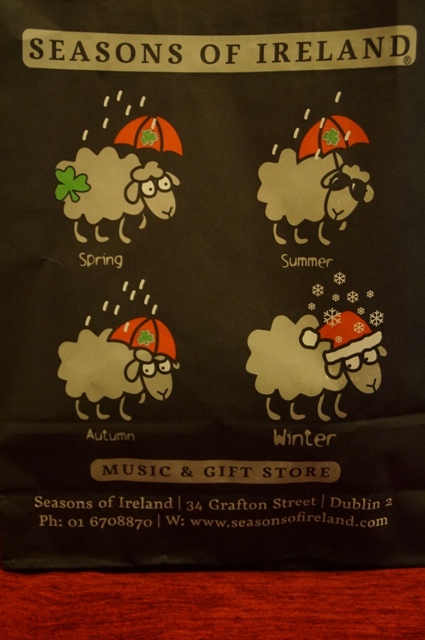 SEASONS OF IRELAND®
Spring
Summer
Autumn
Winter
MUSIC & GIFT STORE
Seasons of Ireland | 34 Grafton Street | Dublin 2
Ph: 01 6708870 | W: www.seasonsofireland.com